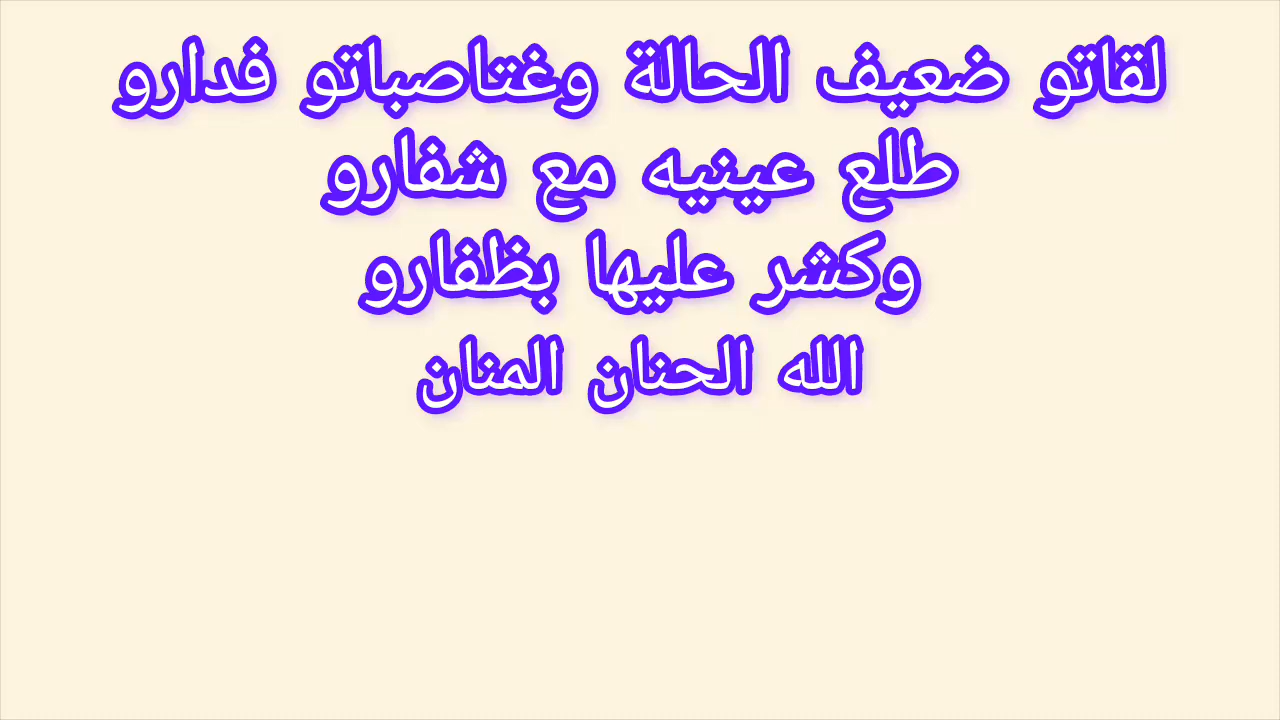 لقاتو ضعيف الحالة وغتاصباتو فدارو
طلع عينيه مع شفارو
وكشر عليها بظفارو
الله الحنان المنان